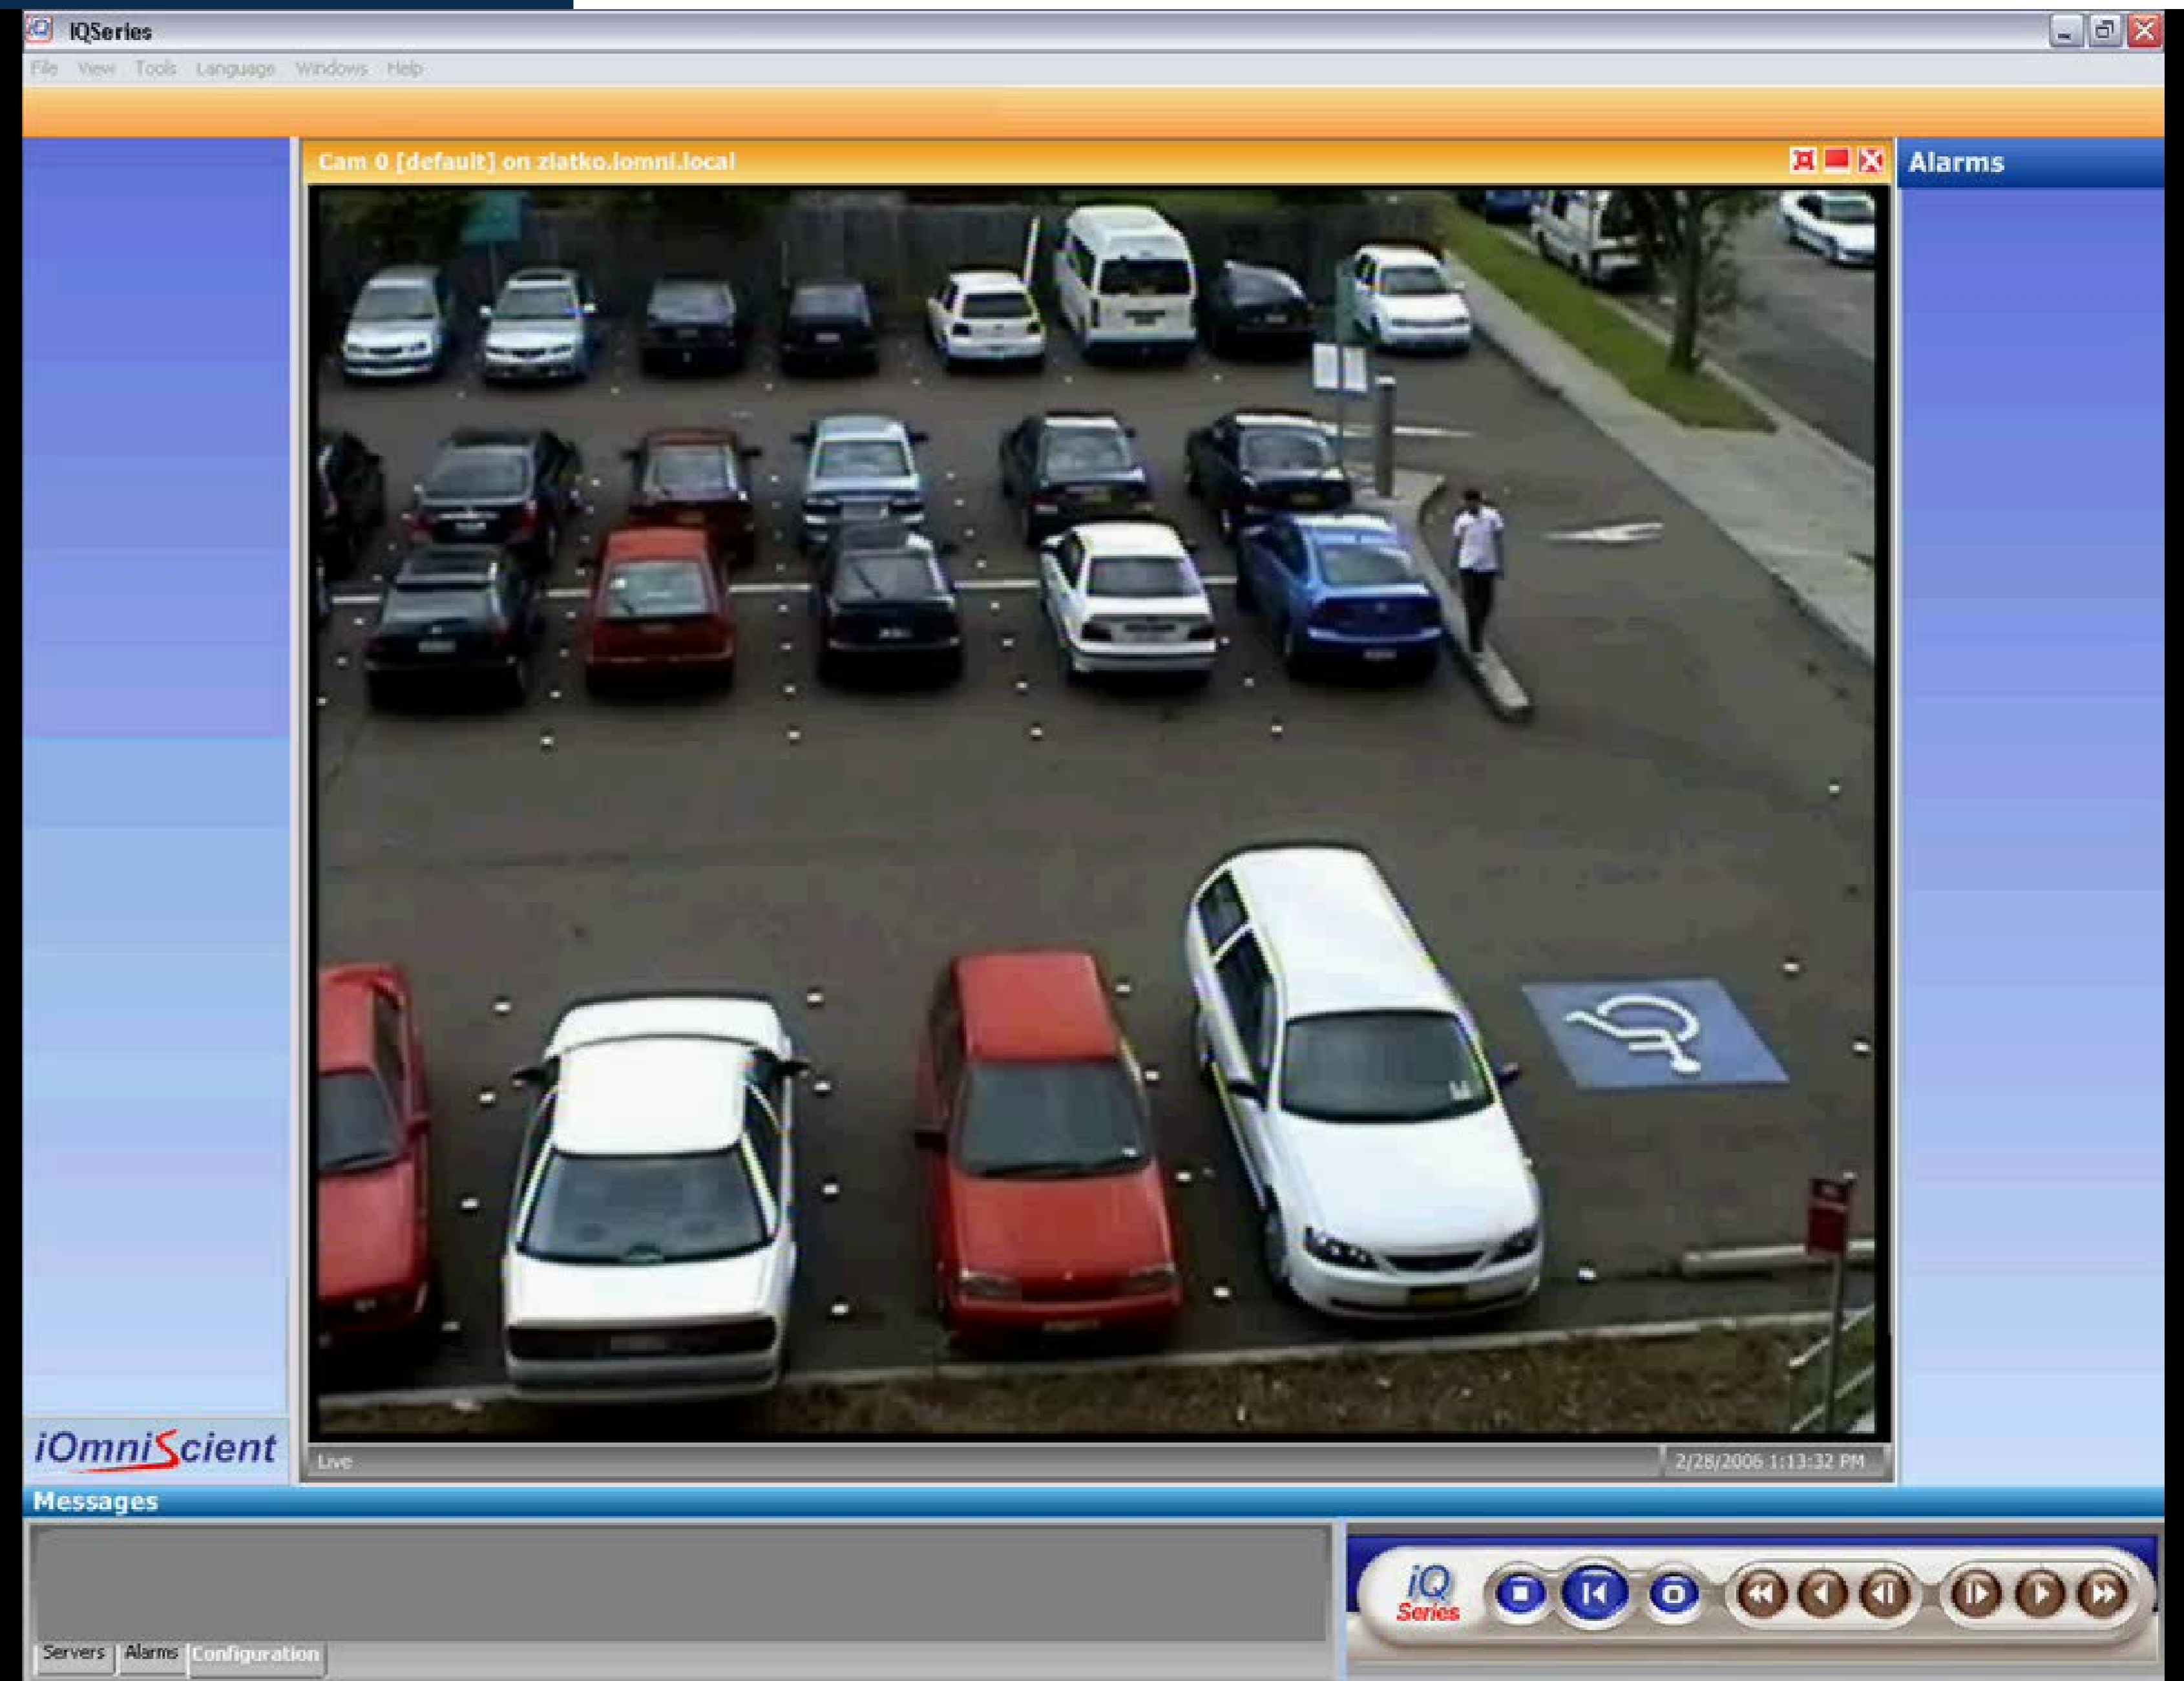 IQSeries
File View Tools Language Windows Help
Cam 0 [default] on zlatko.iomni.local
Alarms
iOmniScient
Live
2/28/2006 1:13:32 PM
Messages
iQ
Series
Servers Alarms Configuration